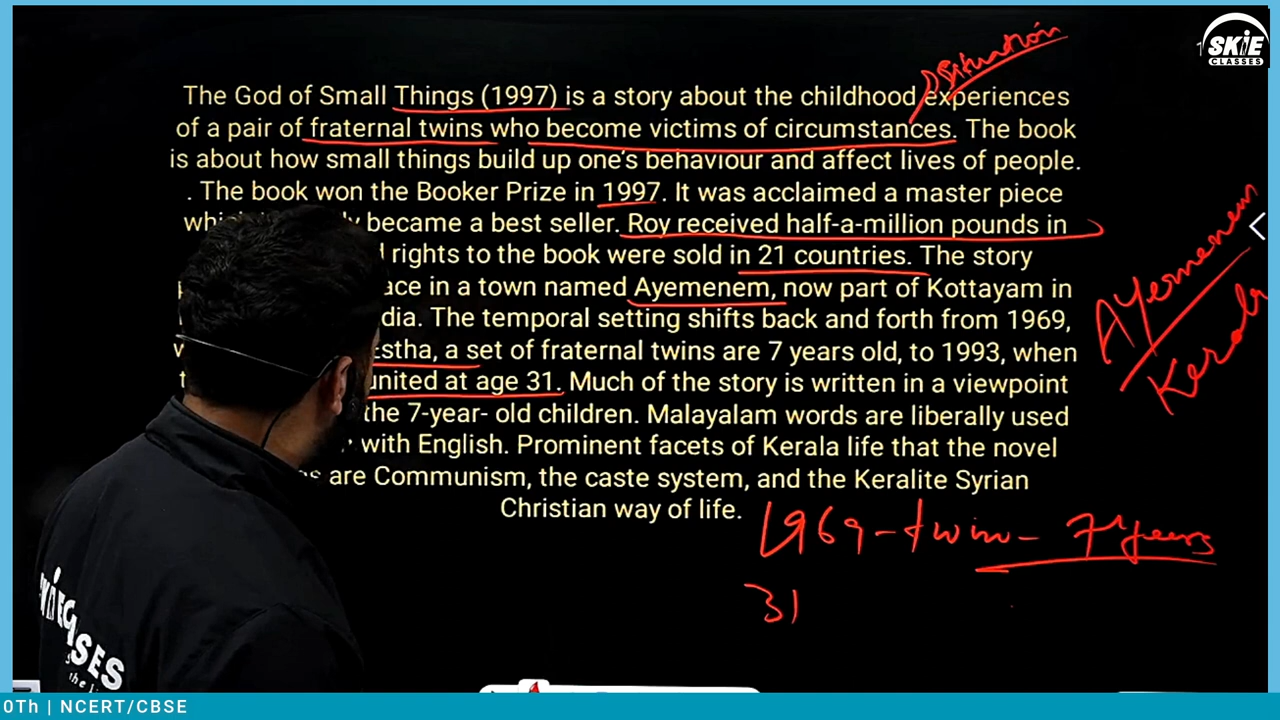 situation
SKIE
CLASSES
The God of Small Things (1997) is a story about the childhood experiences
of a pair of fraternal twins who become victims of circumstances. The book
is about how small things build up one's behaviour and affect lives of people.
. The book won the Booker Prize in 1997. It was acclaimed a master piece
became a best seller. Roy received half-a-million pounds in
rights to the book were sold in 21 countries. The story
in a town named Ayemenem, now part of Kottayam in
The temporal setting shifts back and forth from 1969,
Estha, a set of fraternal twins are 7 years old, to 1993, when
at age 31. Much of the story is written in a viewpoint
the 7-year- old children. Malayalam words are liberally used
with English. Prominent facets of Kerala life that the novel
are Communism, the caste system, and the Keralite Syrian
Christian way of life.
Kerala
1969-twin- 7 years
31
0Th | NCERT/CBSE